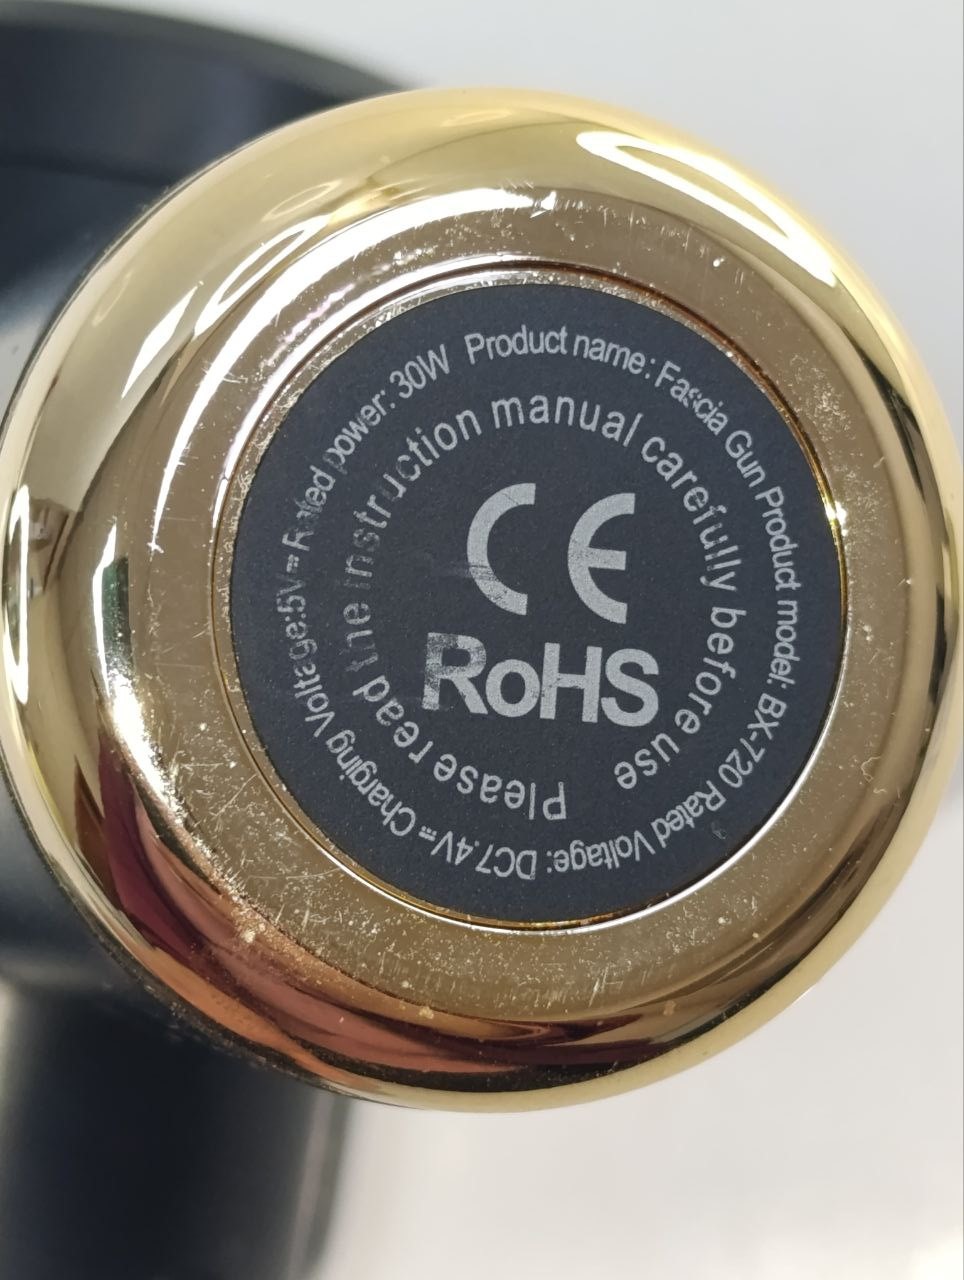 Product name: Fascia Gun Product model: BX-720 Rated Voltage: DC7.4V⎓ Charging Voltage:5V⎓ Rated power: 30W
Please read the instruction manual carefully before use
CE
RoHS